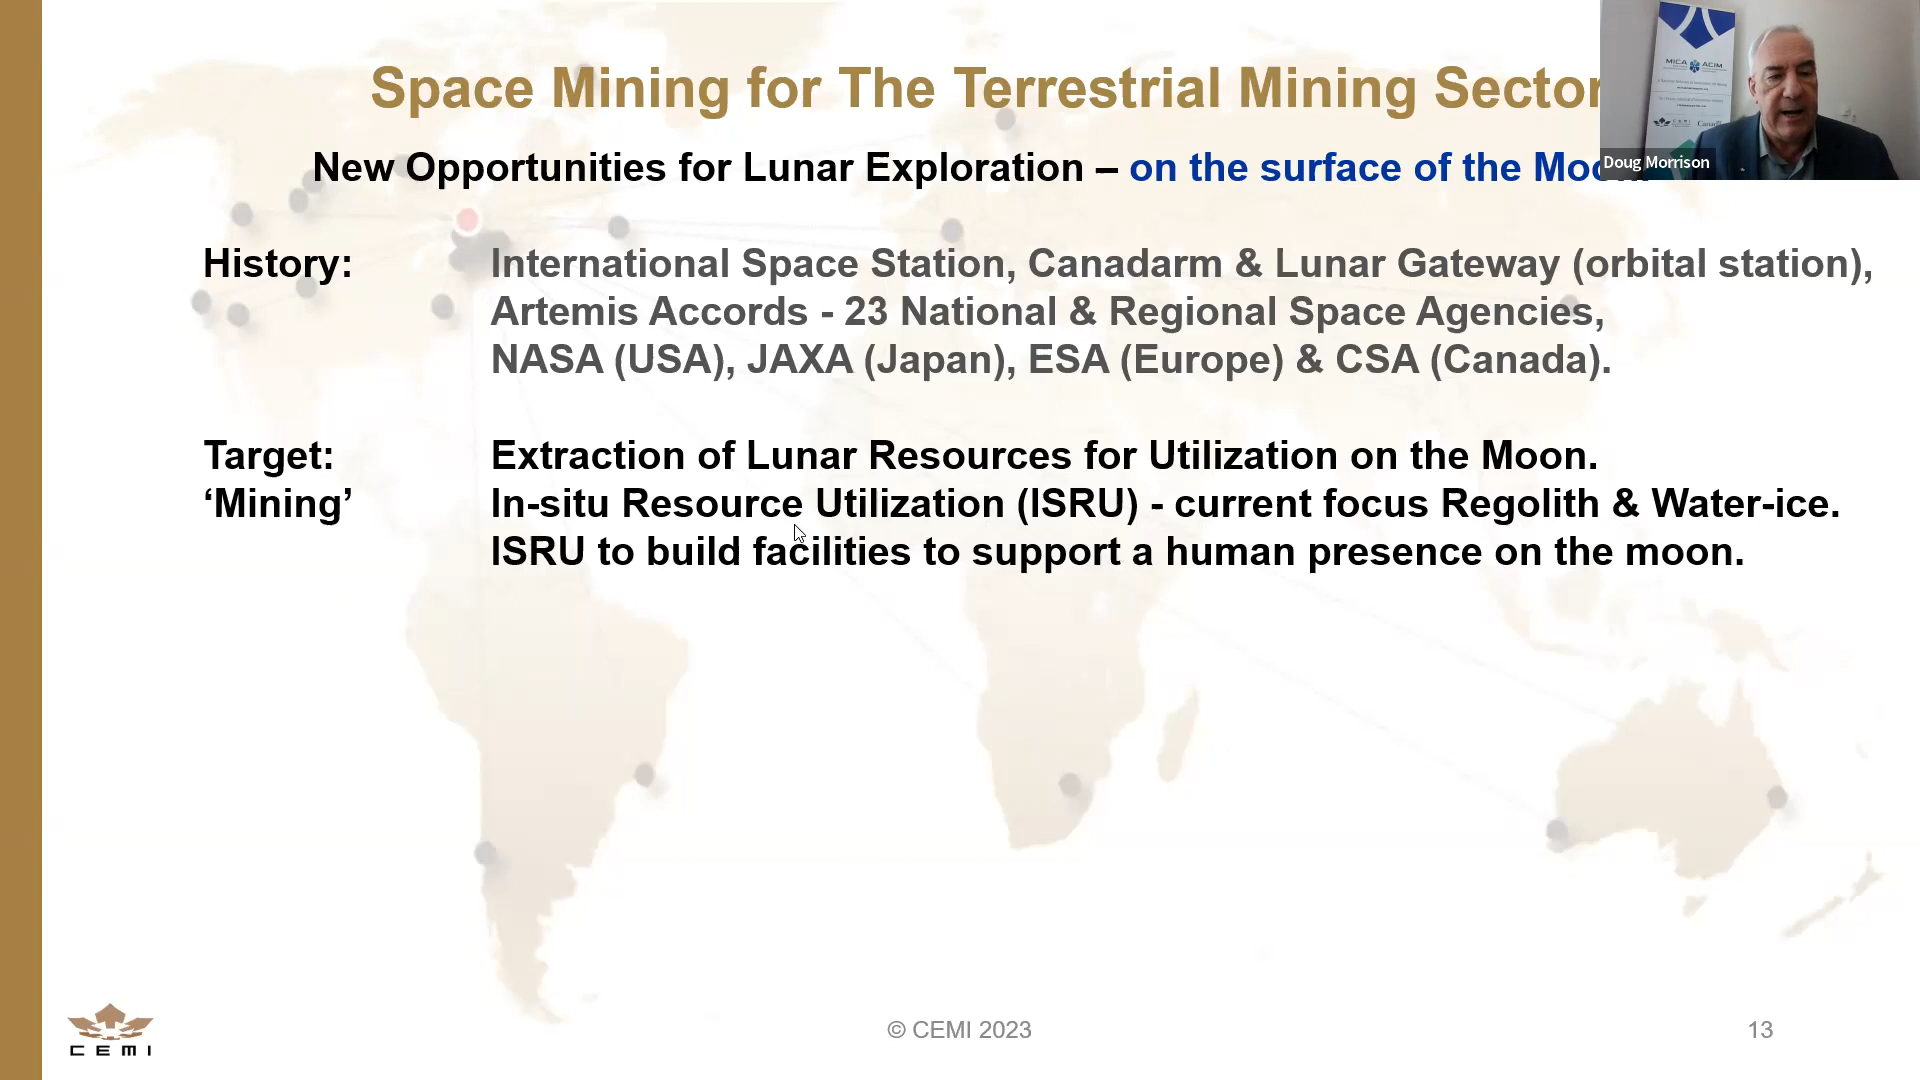 Space Mining for The Terrestrial Mining Sector
New Opportunities for Lunar Exploration – on the surface of the
History:
International Space Station, Canadarm & Lunar Gateway (orbital station),
Artemis Accords - 23 National & Regional Space Agencies,
NASA (USA), JAXA (Japan), ESA (Europe) & CSA (Canada).
Target:
Extraction of Lunar Resources for Utilization on the Moon.
‘Mining’
In-situ Resource Utilization (ISRU) - current focus Regolith & Water-ice.
ISRU to build facilities to support a human presence on the moon.
MICA ACIM
CEMI
Doug Morrison
CEMI
© CEMI 2023
13